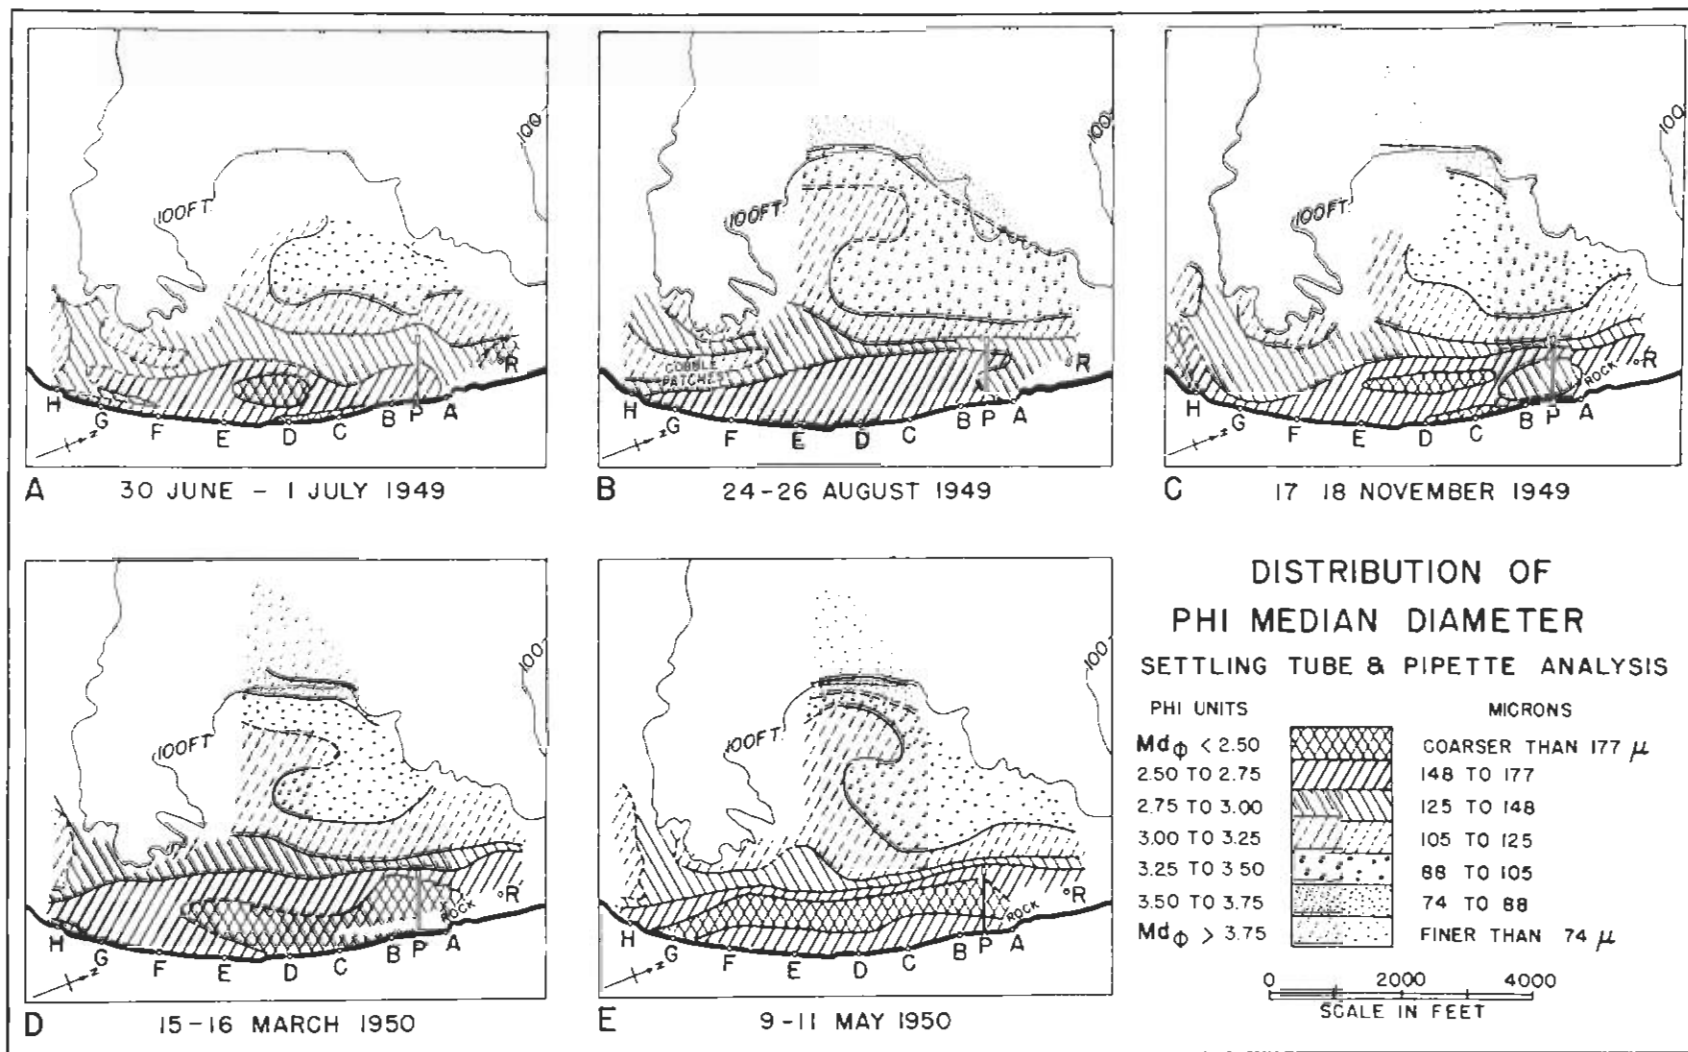 100
100FT.
R
H G F E D C B P A
N
A 30 JUNE - 1 JULY 1949
100
100FT.
COBBLE
PATCHES
R
H G F E D C B P A
N
B 24-26 AUGUST 1949
100
100FT.
R
ROCK
H G F E D C B P A
N
C 17 18 NOVEMBER 1949
100
100FT.
R
ROCK
H G F E D C B P A
N
D 15-16 MARCH 1950
100
100FT.
R
ROCK
H G F E D C B P A
N
E 9-11 MAY 1950
DISTRIBUTION OF
PHI MEDIAN DIAMETER
SETTLING TUBE & PIPETTE ANALYSIS
PHI UNITS MICRONS
MdΦ < 2.50 COARSER THAN 177 μ
2.50 TO 2.75 148 TO 177
2.75 TO 3.00 125 TO 148
3.00 TO 3.25 105 TO 125
3.25 TO 3 50 88 TO 105
3.50 TO 3.75 74 TO 88
MdΦ > 3.75 FINER THAN 74 μ
0 2000 4000
SCALE IN FEET